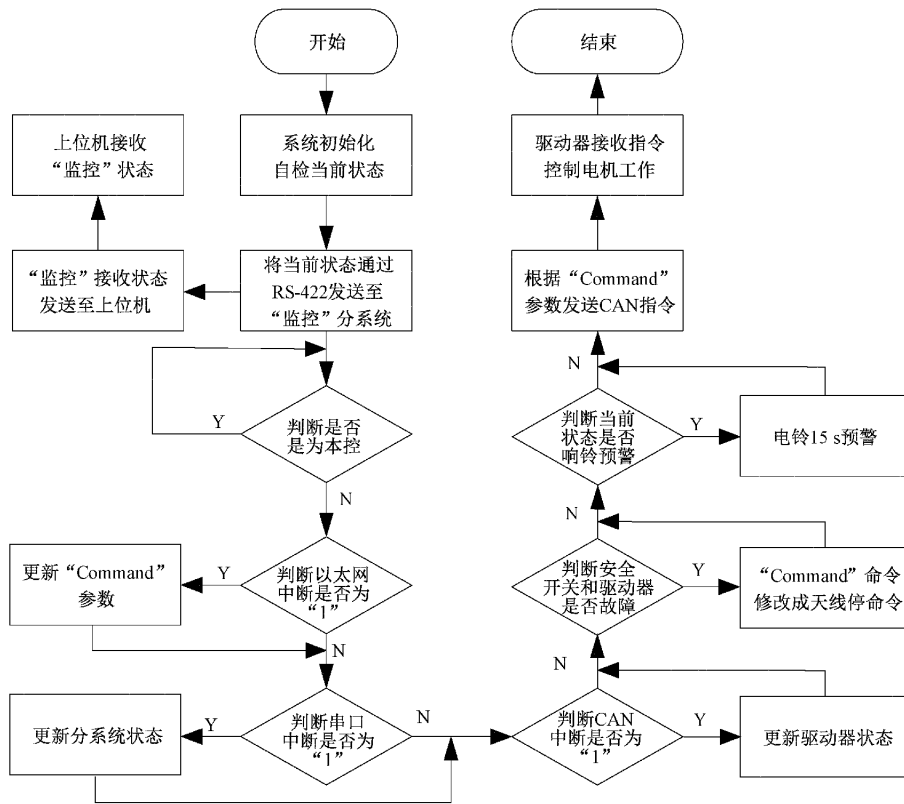 开始
系统初始化
自检当前状态
将当前状态通过
RS-422发送至
“监控”分系统
“监控”接收状态
发送至上位机
上位机接收
“监控”状态
判断是否
是为本控
Y
N
判断以太网
中断是否为
“1”
Y
更新“Command”
参数
N
判断串口
中断是否为
“1”
Y
更新分系统状态
N
判断CAN
中断是否为
“1”
Y
更新驱动器状态
N
判断安全
开关和驱动器
是否故障
Y
“Command”命令
修改成天线停命令
N
判断当前
状态是否
响铃预警
Y
电铃15 s预警
N
根据“Command”
参数发送CAN指令
驱动器接收指令
控制电机工作
结束